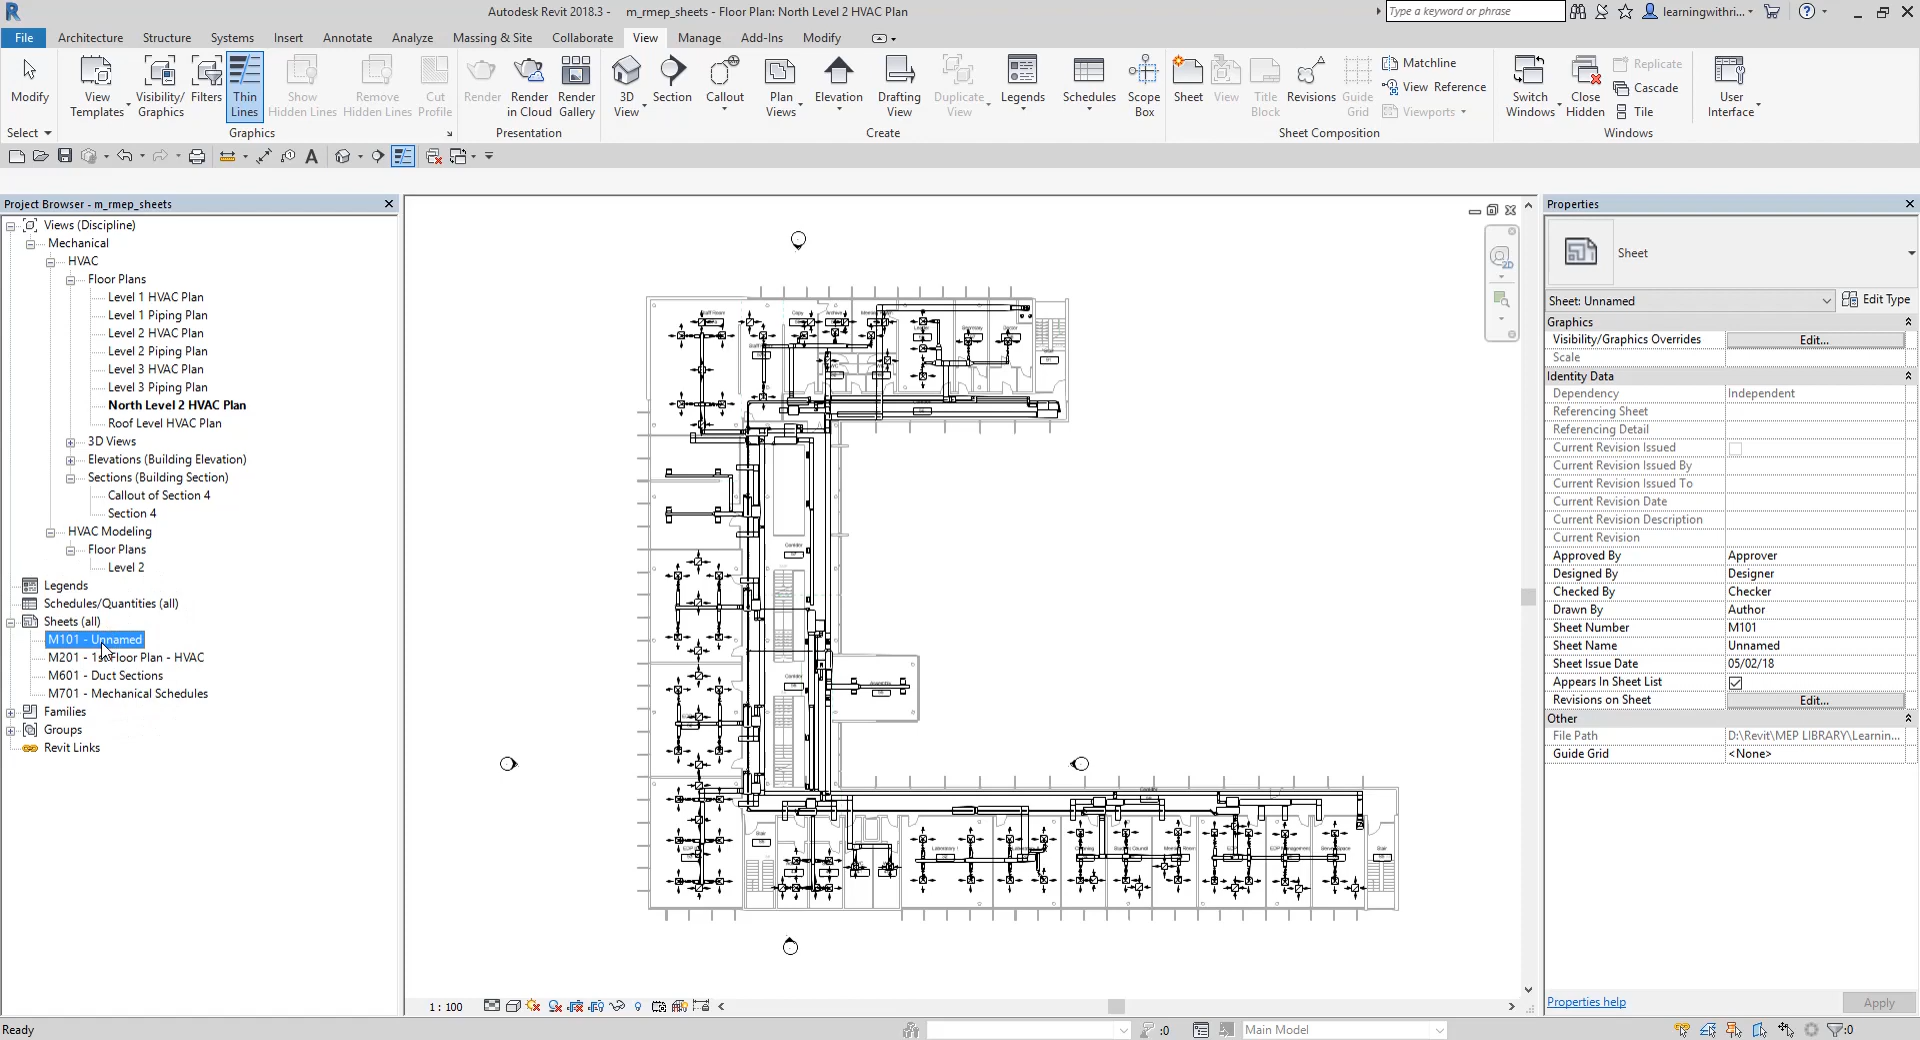 Autodesk Revit 2018.3 - m_rmep_sheets - Floor Plan: North Level 2 HVAC Plan
Type a keyword or phrase
learningwithri...
File Architecture Structure Systems Insert Annotate Analyze Massing & Site Collaborate View Manage Add-Ins Modify
Modify
View Templates
Visibility/ Graphics
Filters
Thin Lines
Show Hidden Lines
Remove Hidden Lines
Cut Profile
Render
Render in Cloud
Render Gallery
3D View
Section
Callout
Plan Views
Elevation
Drafting View
Duplicate View
Legends
Schedules
Scope Box
Sheet
View
Title Block
Revisions
Guide Grid
Matchline
View Reference
Viewports
Switch Windows
Close Hidden
Replicate
Cascade
Tile
User Interface
Select Graphics Presentation Create Sheet Composition Windows
Project Browser - m_rmep_sheets
Views (Discipline)
Mechanical
HVAC
Floor Plans
Level 1 HVAC Plan
Level 1 Piping Plan
Level 2 HVAC Plan
Level 2 Piping Plan
Level 3 HVAC Plan
Level 3 Piping Plan
North Level 2 HVAC Plan
Roof Level HVAC Plan
3D Views
Elevations (Building Elevation)
Sections (Building Section)
Callout of Section 4
Section 4
HVAC Modeling
Floor Plans
Level 2
Legends
Schedules/Quantities (all)
Sheets (all)
M101 - Unnamed
M201 - 1st Floor Plan - HVAC
M601 - Duct Sections
M701 - Mechanical Schedules
Families
Groups
Revit Links
2D
Corridor
Corridor
Stair
Stair
1 : 100
Properties
Sheet
Sheet: Unnamed
Edit Type
Graphics
Visibility/Graphics Overrides Edit...
Scale
Identity Data
Dependency Independent
Referencing Sheet
Referencing Detail
Current Revision Issued
Current Revision Issued By
Current Revision Issued To
Current Revision Date
Current Revision Description
Current Revision
Approved By Approver
Designed By Designer
Checked By Checker
Drawn By Author
Sheet Number M101
Sheet Name Unnamed
Sheet Issue Date 05/02/18
Appears In Sheet List
Revisions on Sheet Edit...
Other
File Path D:\Revit\MEP LIBRARY\Learnin...
Guide Grid <None>
Properties help
Apply
Ready
:0
Main Model
:0